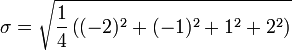 σ = √(1/4 ((-2)² + (-1)² + 1² + 2²))